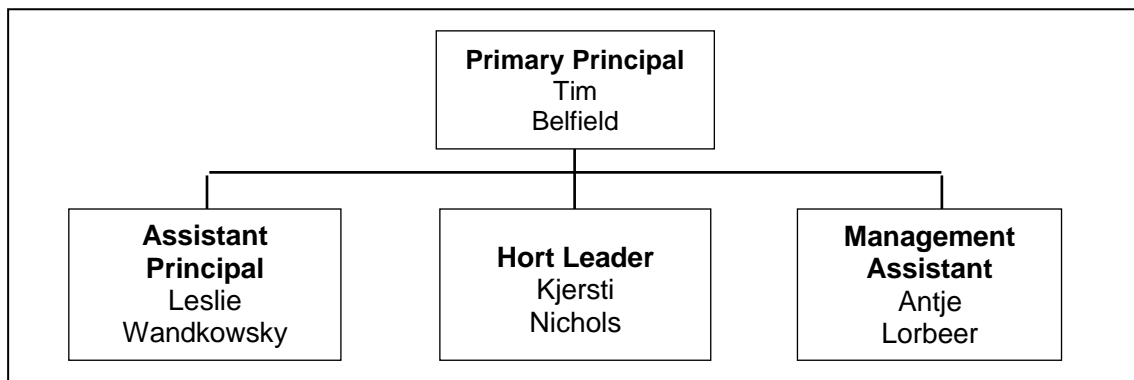 Primary Principal
Tim
Belfield
Assistant
Principal
Leslie
Wandkowsky
Hort Leader
Kjersti
Nichols
Management
Assistant
Antje
Lorbeer